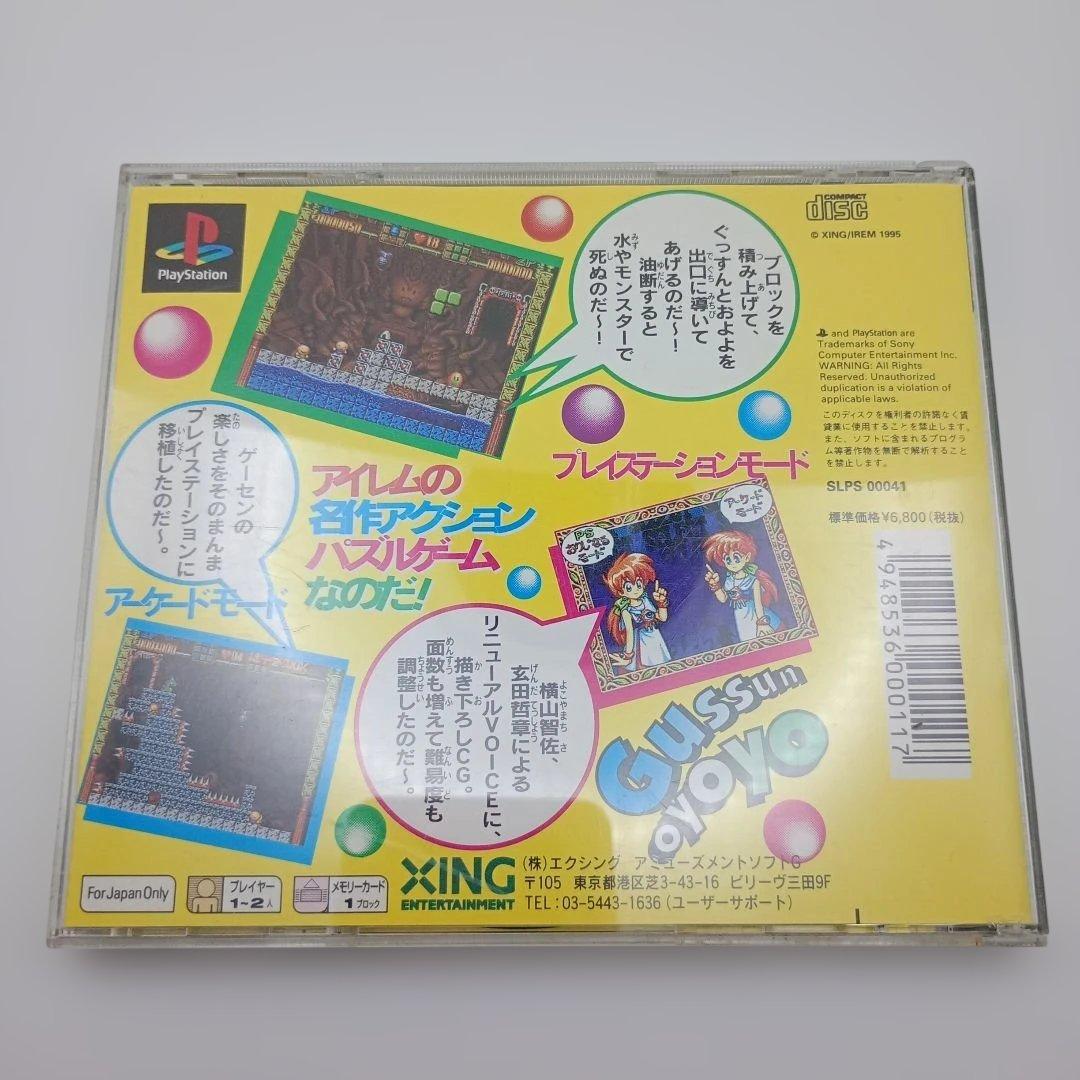 PlayStation
0000050
18
000000
ブロックを
積み上げて、
ぐっすんとおよよを
出口に導いて
あげるのだ〜!
油断すると
水やモンスターで
死ぬのだ〜!
COMPACT
disc
© XING/IREM 1995
and PlayStation are
Trademarks of Sony
Computer Entertainment Inc.
WARNING: All Rights
Reserved. Unauthorized
duplication is a violation of
applicable laws.
このディスクを権利者の許諾なく賃
貸業に使用することを禁じます。
また、ソフトに含まれるプログラ
ム等著作物を無断で解析すること
を禁止します。
SLPS 00041
標準価格¥6,800(税抜)
4948536000117
プレイステーションモード
PS
おりじなる
モード
アーケード
モード
ゲーセンの
楽しさをそのまんま
プレイステーションに
移植したのだ〜。
アーケードモード
アイレムの
名作アクション
パズルゲーム
なのだ!
横山智佐、
玄田哲章による
リニューアルVOICEに、
描き下ろしCG。
面数も増えて難易度も
調整したのだ〜。
Gussun
oyoyo
For Japan Only
プレイヤー
1~2人
メモリーカード
1ブロック
XING
ENTERTAINMENT
(株)エクシング アミューズメントソフトG
〒105 東京都港区芝3-43-16 ビリーヴ三田9F
TEL:03-5443-1636(ユーザーサポート)